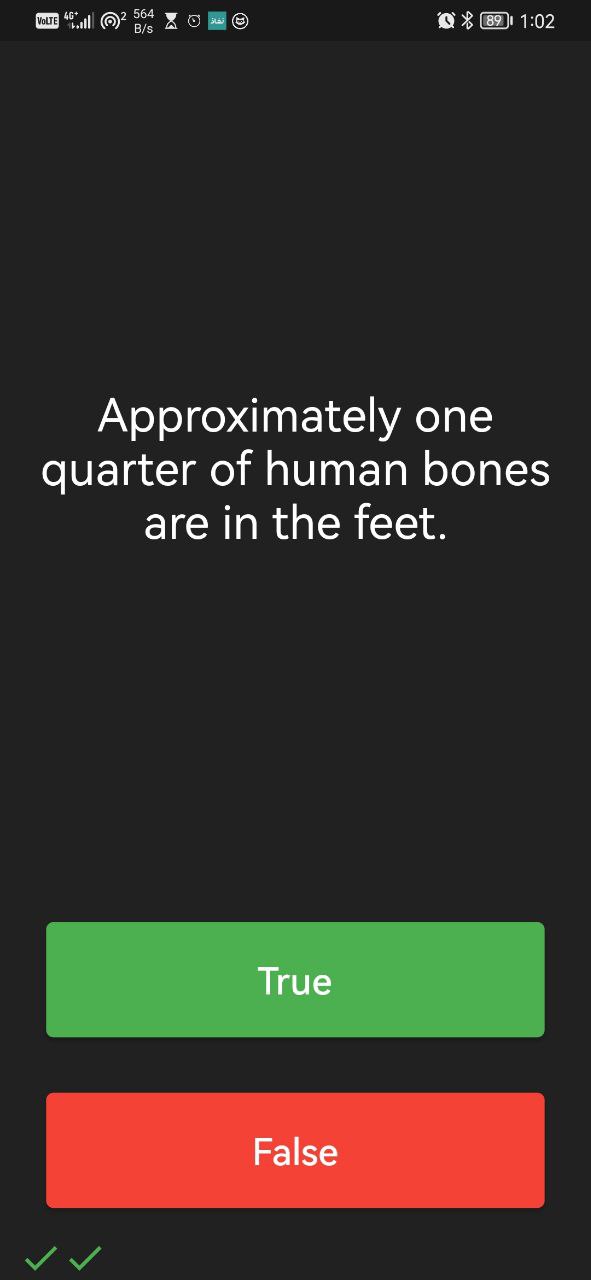 VoLTE 4G+ 2 564 B/s نفاذ 89 1:02
Approximately one
quarter of human bones
are in the feet.
True
False